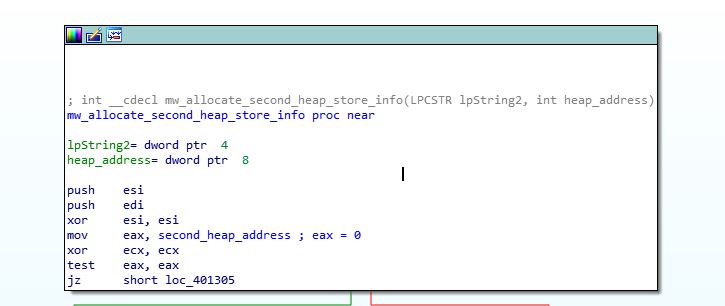 ; int __cdecl mw_allocate_second_heap_store_info(LPCSTR lpString2, int heap_address)
mw_allocate_second_heap_store_info proc near
lpString2= dword ptr  4
heap_address= dword ptr  8
push    esi
push    edi
xor     esi, esi
mov     eax, second_heap_address ; eax = 0
xor     ecx, ecx
test    eax, eax
jz      short loc_401305